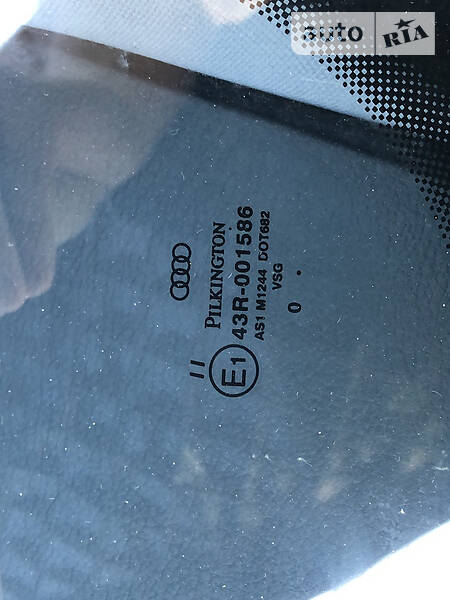 auto RIA
PILKINGTON
II E1 43R-001586
AS1 M1244 DOT682
VSG
0 .